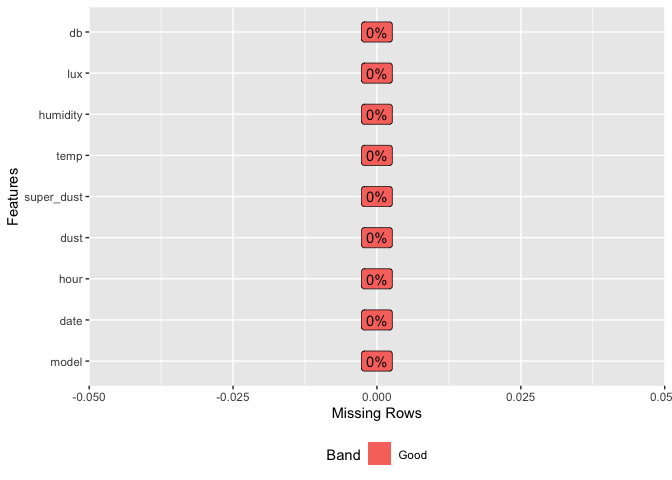 db
0%
lux
0%
humidity
0%
temp
0%
super_dust
0%
dust
0%
hour
0%
date
0%
model
0%
Features
-0.050
-0.025
0.000
0.025
0.05
Missing Rows
Band
Good